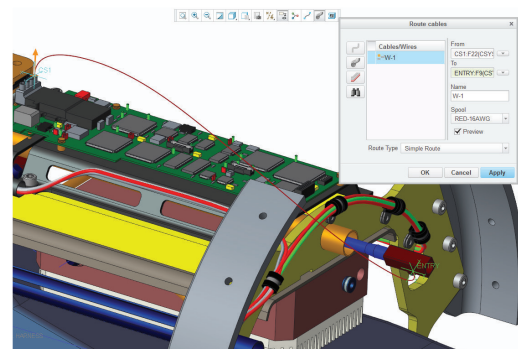 Route cables
Cables/Wires
W-1
From
CS1:F22(CSYS
To
ENTRY:F9(CS
Name
W-1
Spool
RED-16AWG
Preview
Route Type Simple Route
OK Cancel Apply
CS1
ENTRY